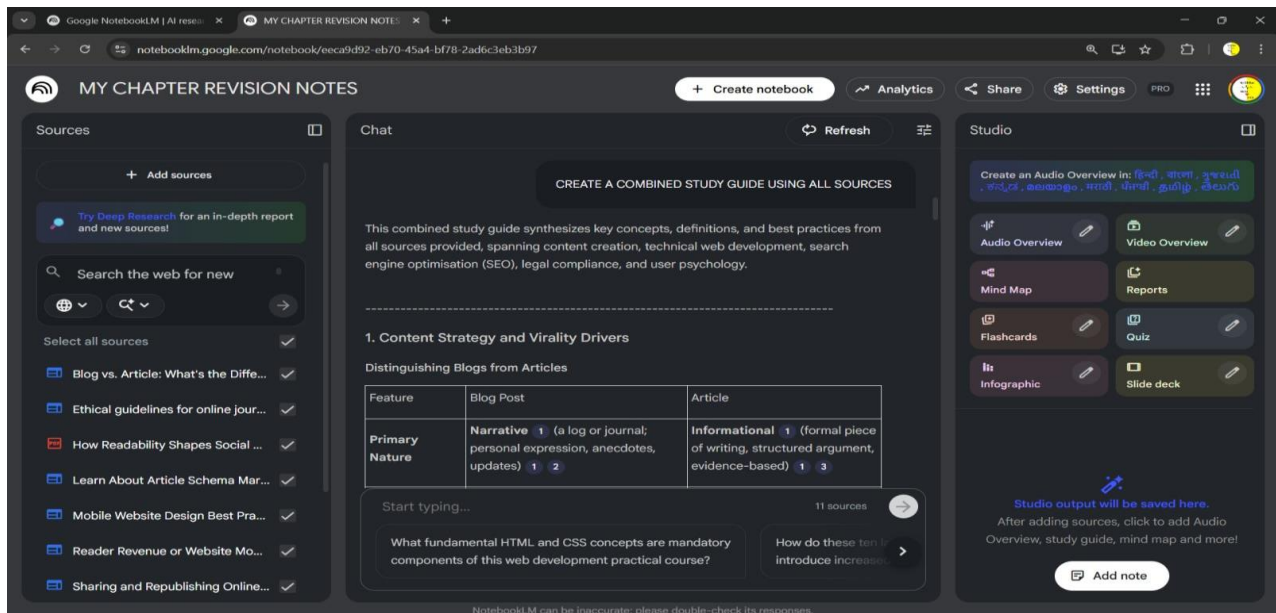 Google NotebookLM | AI resea
MY CHAPTER REVISION NOTES
notebooklm.google.com/notebook/eeca9d92-eb70-45a4-bf78-2ad6c3eb3b97
MY CHAPTER REVISION NOTES
+ Create notebook
Analytics
Share
Settings
PRO
Sources
+ Add sources
Try Deep Research for an in-depth report
and new sources!
Search the web for new
Select all sources
Blog vs. Article: What's the Diffe...
Ethical guidelines for online jour...
PDF
How Readability Shapes Social ...
Learn About Article Schema Mar...
Mobile Website Design Best Pra...
Reader Revenue or Website Mo...
Sharing and Republishing Online...
Chat
Refresh
CREATE A COMBINED STUDY GUIDE USING ALL SOURCES
This combined study guide synthesizes key concepts, definitions, and best practices from
all sources provided, spanning content creation, technical web development, search
engine optimisation (SEO), legal compliance, and user psychology.
1. Content Strategy and Virality Drivers
Distinguishing Blogs from Articles
Feature
Blog Post
Article
Primary
Nature
Narrative 1 (a log or journal;
personal expression, anecdotes,
updates) 1 2
Informational 1 (formal piece
of writing, structured argument,
evidence-based) 1 3
Start typing...
11 sources
What fundamental HTML and CSS concepts are mandatory
components of this web development practical course?
How do these ten
introduce increase
NotebookLM can be inaccurate; please double-check its responses.
Studio
Create an Audio Overview in: हिन्दी, বাংলা, ગુજરાતી
, ಕನ್ನಡ, മലയാളം, मराठी, ਪੰਜਾਬੀ, தமிழ், తెలుగు
Audio Overview
Video Overview
Mind Map
Reports
Flashcards
Quiz
Infographic
Slide deck
Studio output will be saved here.
After adding sources, click to add Audio
Overview, study guide, mind map and more!
Add note